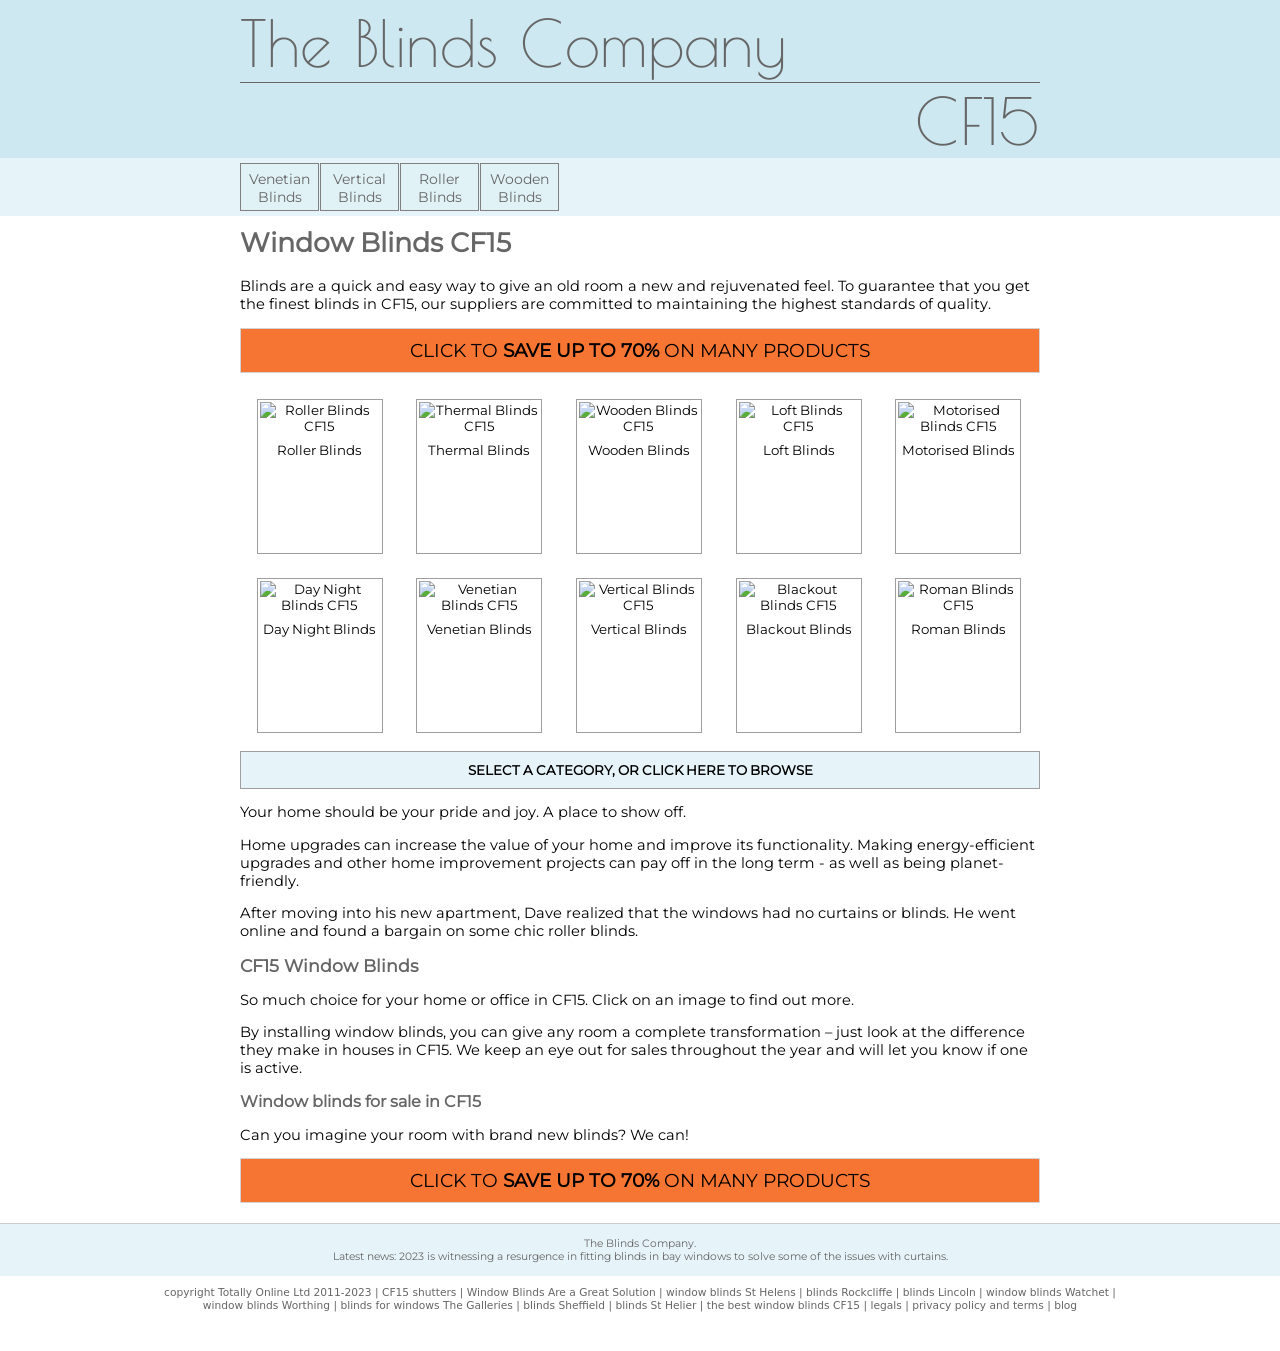 The Blinds Company
CF15
Venetian Blinds
Vertical Blinds
Roller Blinds
Wooden Blinds
Window Blinds CF15
Blinds are a quick and easy way to give an old room a new and rejuvenated feel. To guarantee that you get
the finest blinds in CF15, our suppliers are committed to maintaining the highest standards of quality.
CLICK TO SAVE UP TO 70% ON MANY PRODUCTS
Roller Blinds
CF15
Roller Blinds
Thermal Blinds
CF15
Thermal Blinds
Wooden Blinds
CF15
Wooden Blinds
Loft Blinds
CF15
Loft Blinds
Motorised
Blinds CF15
Motorised Blinds
Day Night
Blinds CF15
Day Night Blinds
Venetian
Blinds CF15
Venetian Blinds
Vertical Blinds
CF15
Vertical Blinds
Blackout
Blinds CF15
Blackout Blinds
Roman Blinds
CF15
Roman Blinds
SELECT A CATEGORY, OR CLICK HERE TO BROWSE
Your home should be your pride and joy. A place to show off.
Home upgrades can increase the value of your home and improve its functionality. Making energy-efficient
upgrades and other home improvement projects can pay off in the long term - as well as being planet-
friendly.
After moving into his new apartment, Dave realized that the windows had no curtains or blinds. He went
online and found a bargain on some chic roller blinds.
CF15 Window Blinds
So much choice for your home or office in CF15. Click on an image to find out more.
By installing window blinds, you can give any room a complete transformation – just look at the difference
they make in houses in CF15. We keep an eye out for sales throughout the year and will let you know if one
is active.
Window blinds for sale in CF15
Can you imagine your room with brand new blinds? We can!
CLICK TO SAVE UP TO 70% ON MANY PRODUCTS
The Blinds Company.
Latest news: 2023 is witnessing a resurgence in fitting blinds in bay windows to solve some of the issues with curtains.
copyright Totally Online Ltd 2011-2023 | CF15 shutters | Window Blinds Are a Great Solution | window blinds St Helens | blinds Rockcliffe | blinds Lincoln | window blinds Watchet |
window blinds Worthing | blinds for windows The Galleries | blinds Sheffield | blinds St Helier | the best window blinds CF15 | legals | privacy policy and terms | blog